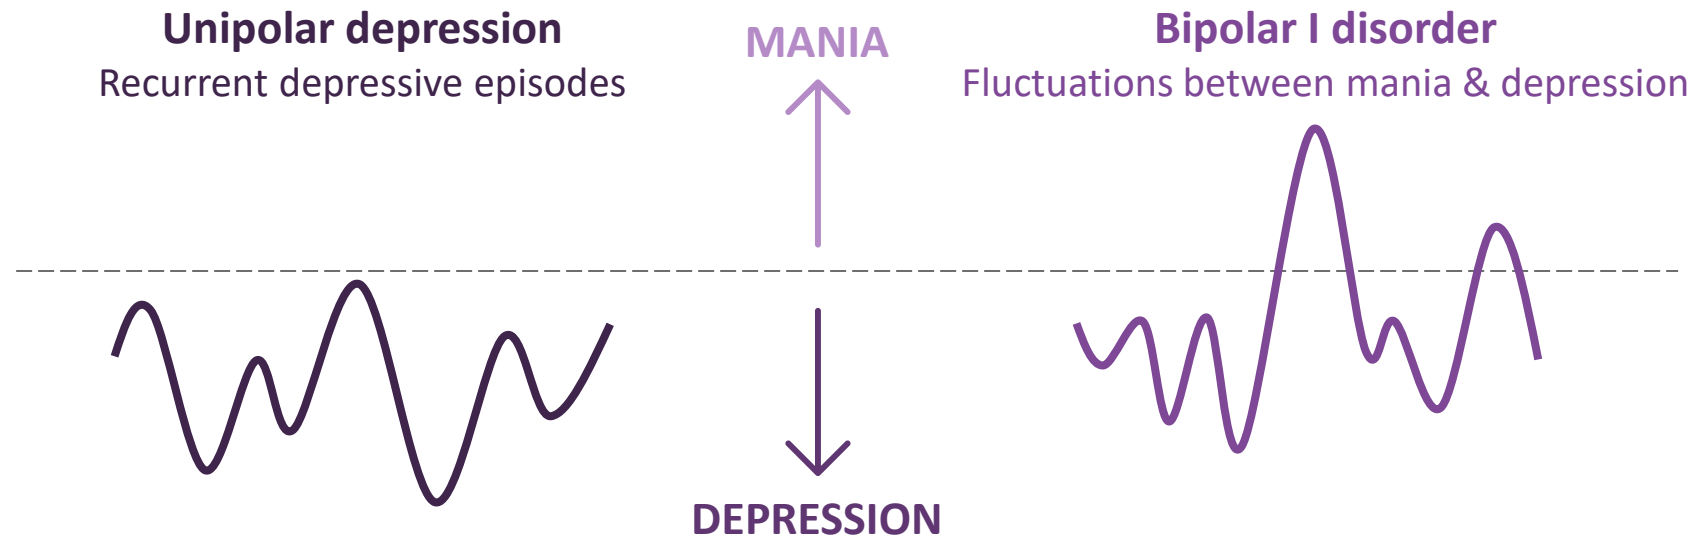 Unipolar depression
Recurrent depressive episodes
MANIA
Bipolar I disorder
Fluctuations between mania & depression
DEPRESSION